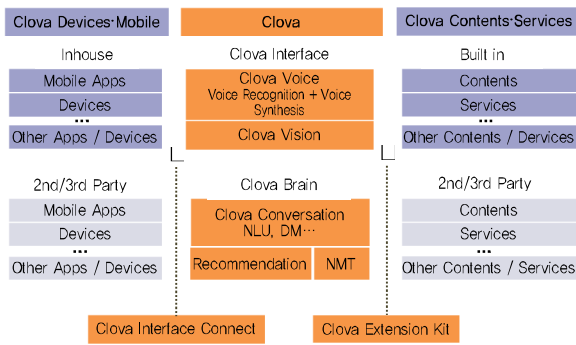 Clova Devices·Mobile
Clova
Clova Contents·Services
Inhouse
Mobile Apps
Devices
...
Other Apps / Devices
Clova Interface
Clova Voice
Voice Recognition + Voice
Synthesis
Clova Vision
Built in
Contents
Services
...
Other Contents / Dervices
2nd/3rd Party
Mobile Apps
Devices
...
Other Apps / Devices
Clova Brain
Clova Conversation
NLU, DM...
Recommendation
NMT
2nd/3rd Party
Contents
Services
...
Other Contents / Services
Clova Interface Connect
Clova Extension Kit